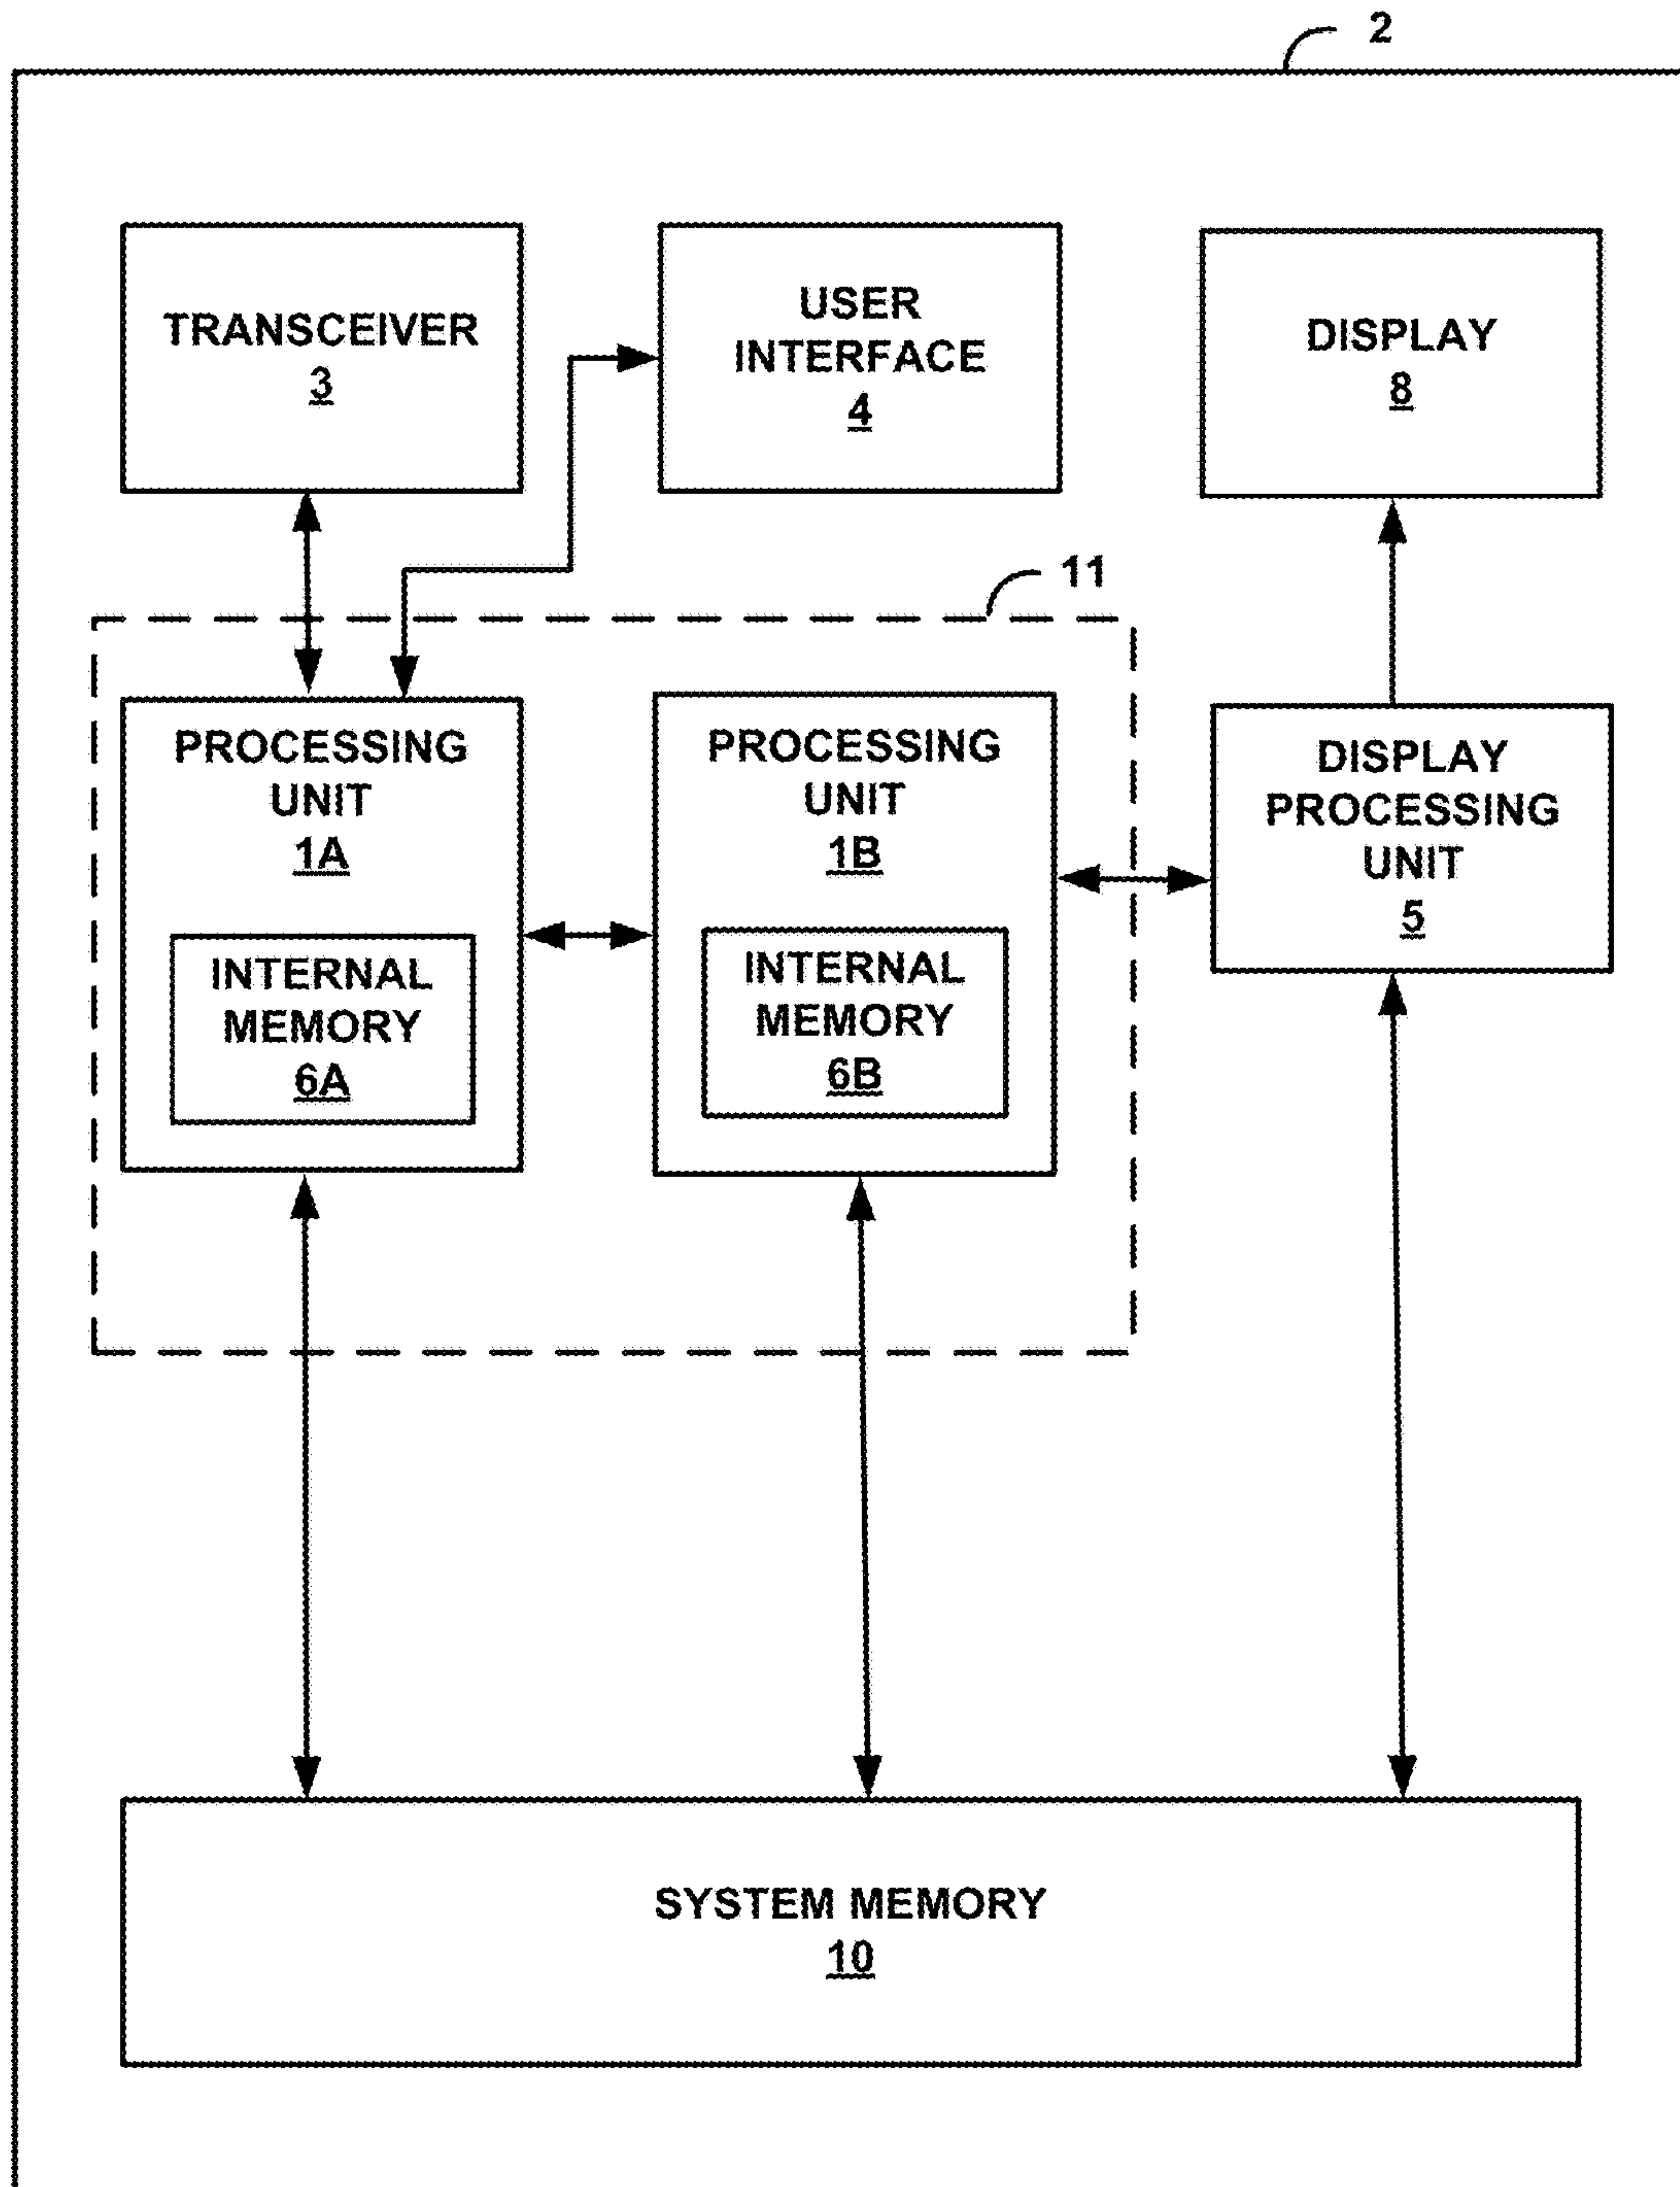 2
TRANSCEIVER
3
USER
INTERFACE
4
DISPLAY
8
11
PROCESSING
UNIT
1A
INTERNAL
MEMORY
6A
PROCESSING
UNIT
1B
INTERNAL
MEMORY
6B
DISPLAY
PROCESSING
UNIT
5
SYSTEM MEMORY
10